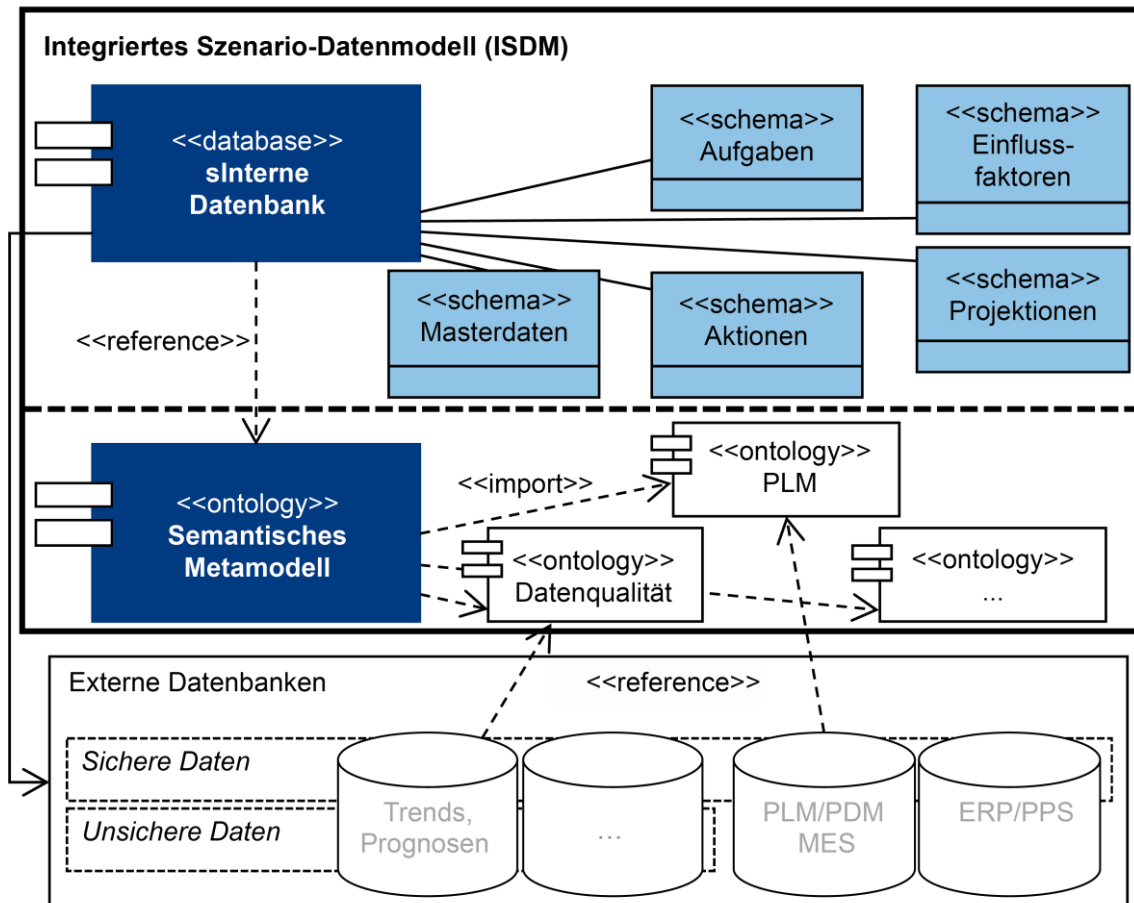 Integriertes Szenario-Datenmodell (ISDM)
<<database>>
sInterne
Datenbank
<<schema>>
Aufgaben
<<schema>>
Einfluss-
faktoren
<<schema>>
Masterdaten
<<schema>>
Aktionen
<<schema>>
Projektionen
<<reference>>
<<ontology>>
Semantisches
Metamodell
<<import>>
<<ontology>>
PLM
<<ontology>>
Datenqualität
<<ontology>>
...
Externe Datenbanken
<<reference>>
Sichere Daten
Unsichere Daten
Trends,
Prognosen
...
PLM/PDM
MES
ERP/PPS